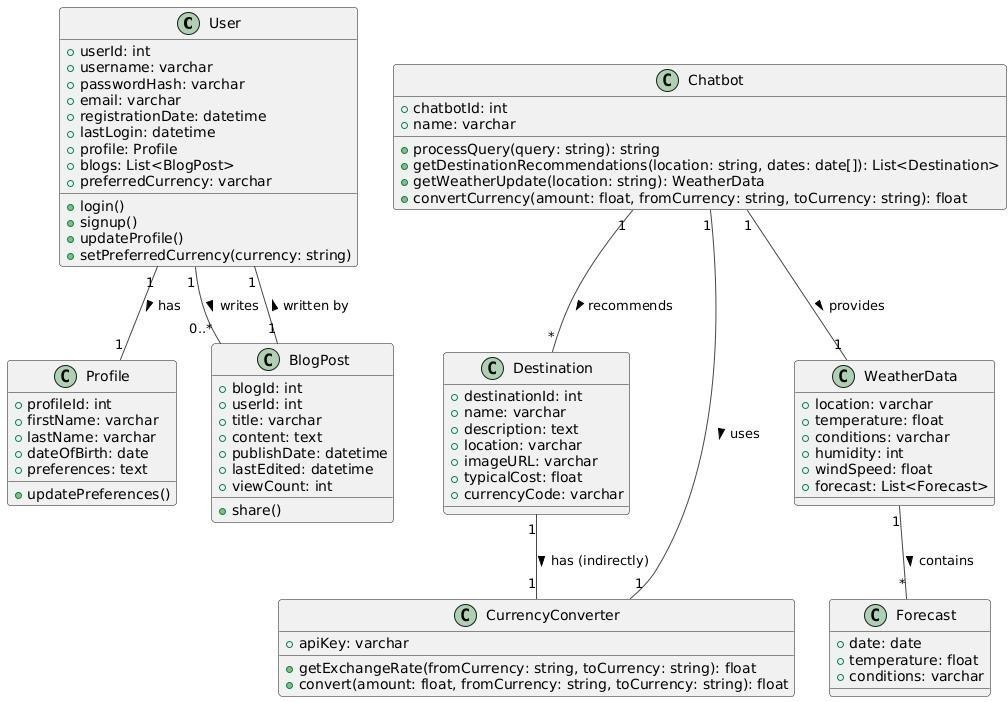 C User
userId: int
username: varchar
passwordHash: varchar
email: varchar
registrationDate: datetime
lastLogin: datetime
profile: Profile
blogs: List<BlogPost>
preferredCurrency: varchar
login()
signup()
updateProfile()
setPreferredCurrency(currency: string)
C Chatbot
chatbotId: int
name: varchar
processQuery(query: string): string
getDestinationRecommendations(location: string, dates: date[]): List<Destination>
getWeatherUpdate(location: string): WeatherData
convertCurrency(amount: float, fromCurrency: string, toCurrency: string): float
1 1 1
has writes written by
1 0..* 1
1 1 1
recommends provides
* 1
uses
1
C Profile
profileId: int
firstName: varchar
lastName: varchar
dateOfBirth: date
preferences: text
updatePreferences()
C BlogPost
blogId: int
userId: int
title: varchar
content: text
publishDate: datetime
lastEdited: datetime
viewCount: int
share()
C Destination
destinationId: int
name: varchar
description: text
location: varchar
imageURL: varchar
typicalCost: float
currencyCode: varchar
C WeatherData
location: varchar
temperature: float
conditions: varchar
humidity: int
windSpeed: float
forecast: List<Forecast>
1
has (indirectly)
1
1
contains
*
C CurrencyConverter
apiKey: varchar
getExchangeRate(fromCurrency: string, toCurrency: string): float
convert(amount: float, fromCurrency: string, toCurrency: string): float
C Forecast
date: date
temperature: float
conditions: varchar